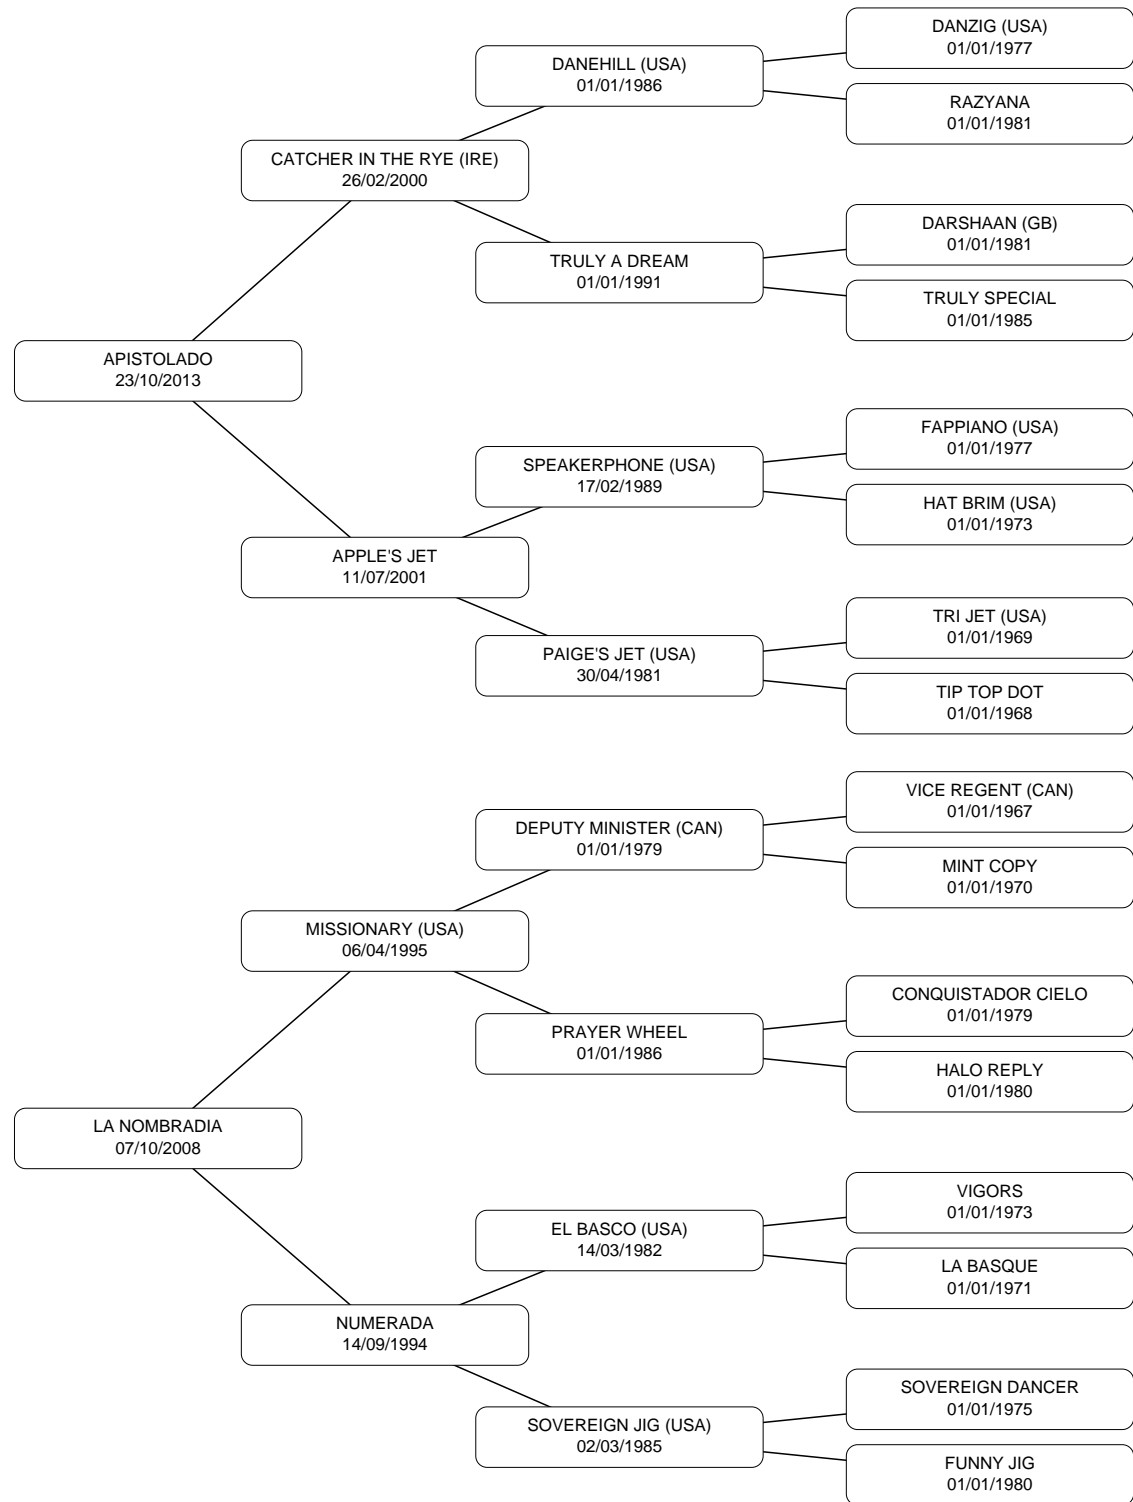 DANZIG (USA)
01/01/1977
DANEHILL (USA)
01/01/1986
RAZYANA
01/01/1981
CATCHER IN THE RYE (IRE)
26/02/2000
DARSHAAN (GB)
01/01/1981
TRULY A DREAM
01/01/1991
TRULY SPECIAL
01/01/1985
APISTOLADO
23/10/2013
FAPPIANO (USA)
01/01/1977
SPEAKERPHONE (USA)
17/02/1989
HAT BRIM (USA)
01/01/1973
APPLE'S JET
11/07/2001
TRI JET (USA)
01/01/1969
PAIGE'S JET (USA)
30/04/1981
TIP TOP DOT
01/01/1968
VICE REGENT (CAN)
01/01/1967
DEPUTY MINISTER (CAN)
01/01/1979
MINT COPY
01/01/1970
MISSIONARY (USA)
06/04/1995
CONQUISTADOR CIELO
01/01/1979
PRAYER WHEEL
01/01/1986
HALO REPLY
01/01/1980
LA NOMBRADIA
07/10/2008
VIGORS
01/01/1973
EL BASCO (USA)
14/03/1982
LA BASQUE
01/01/1971
NUMERADA
14/09/1994
SOVEREIGN DANCER
01/01/1975
SOVEREIGN JIG (USA)
02/03/1985
FUNNY JIG
01/01/1980